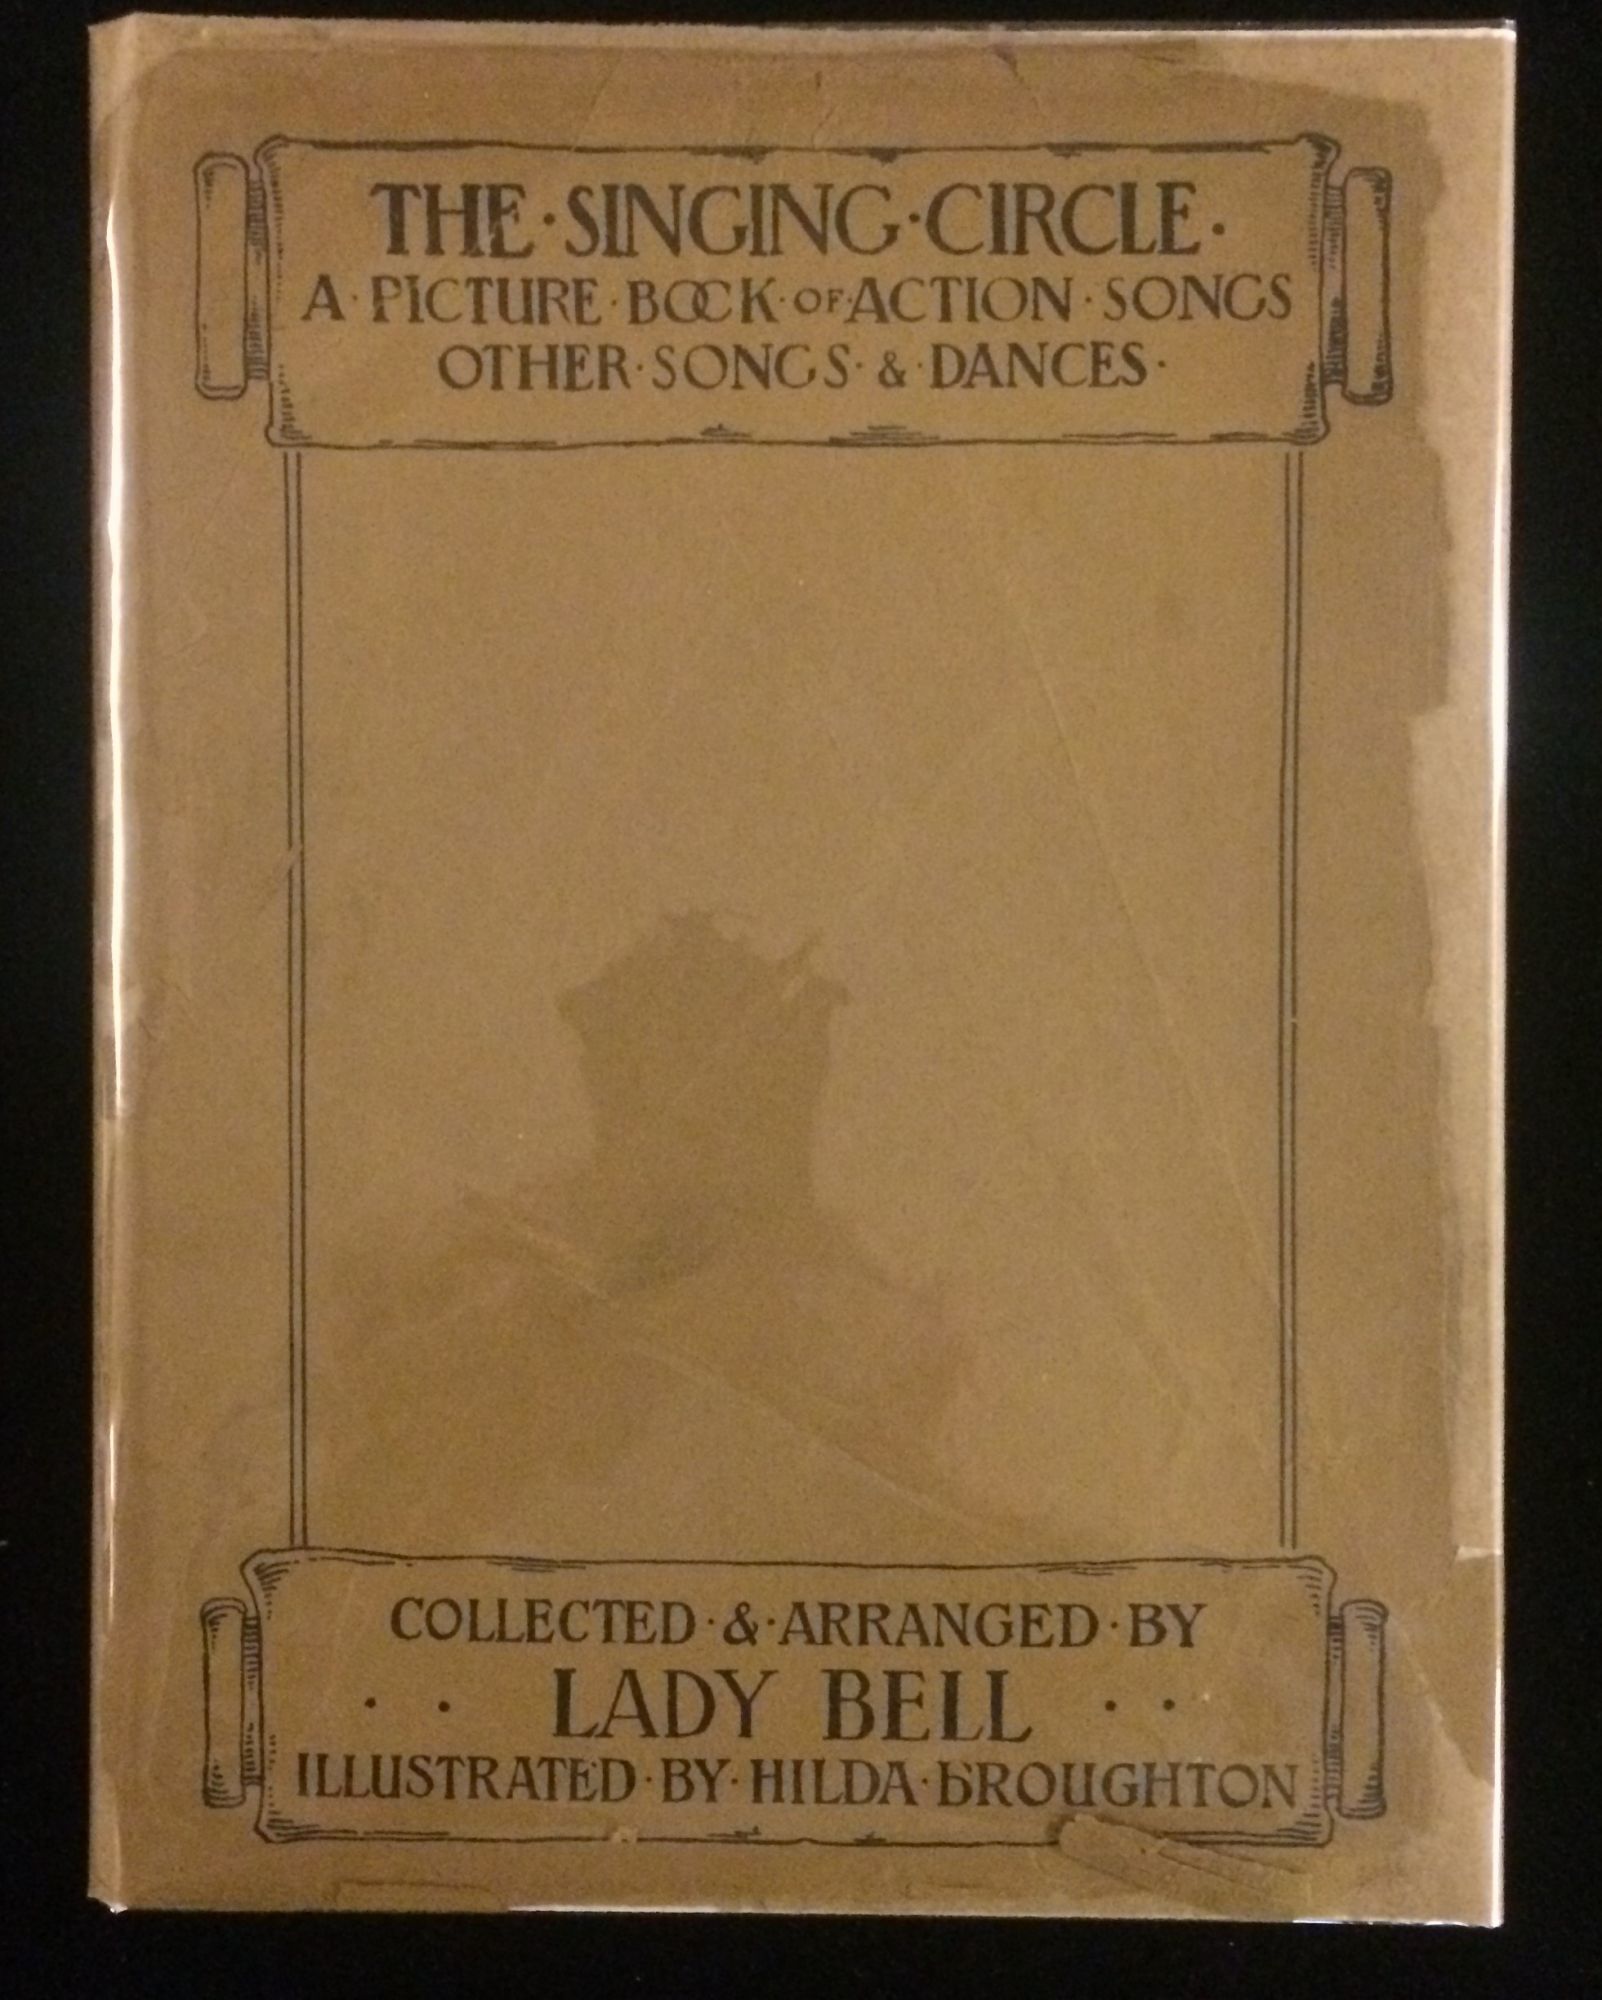 THE·SINGING·CIRCLE·
A·PICTURE·BOOK·OF·ACTION·SONGS
OTHER·SONGS·&·DANCES·
COLLECTED·&·ARRANGED·BY
· · LADY BELL · ·
ILLUSTRATED·BY·HILDA·BROUGHTON